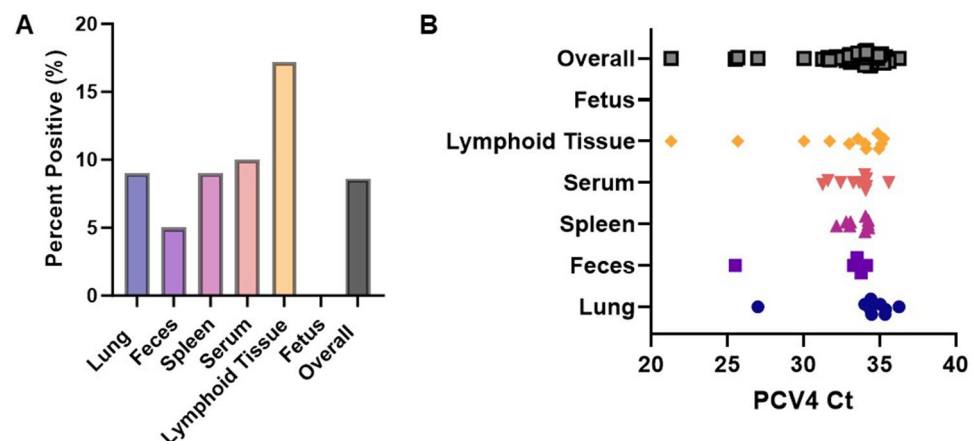 A
Percent Positive (%)
20
15
10
5
0
Lung
Feces
Spleen
Serum
Lymphoid Tissue
Fetus
Overall
B
Overall
Fetus
Lymphoid Tissue
Serum
Spleen
Feces
Lung
20
25
30
35
40
PCV4 Ct